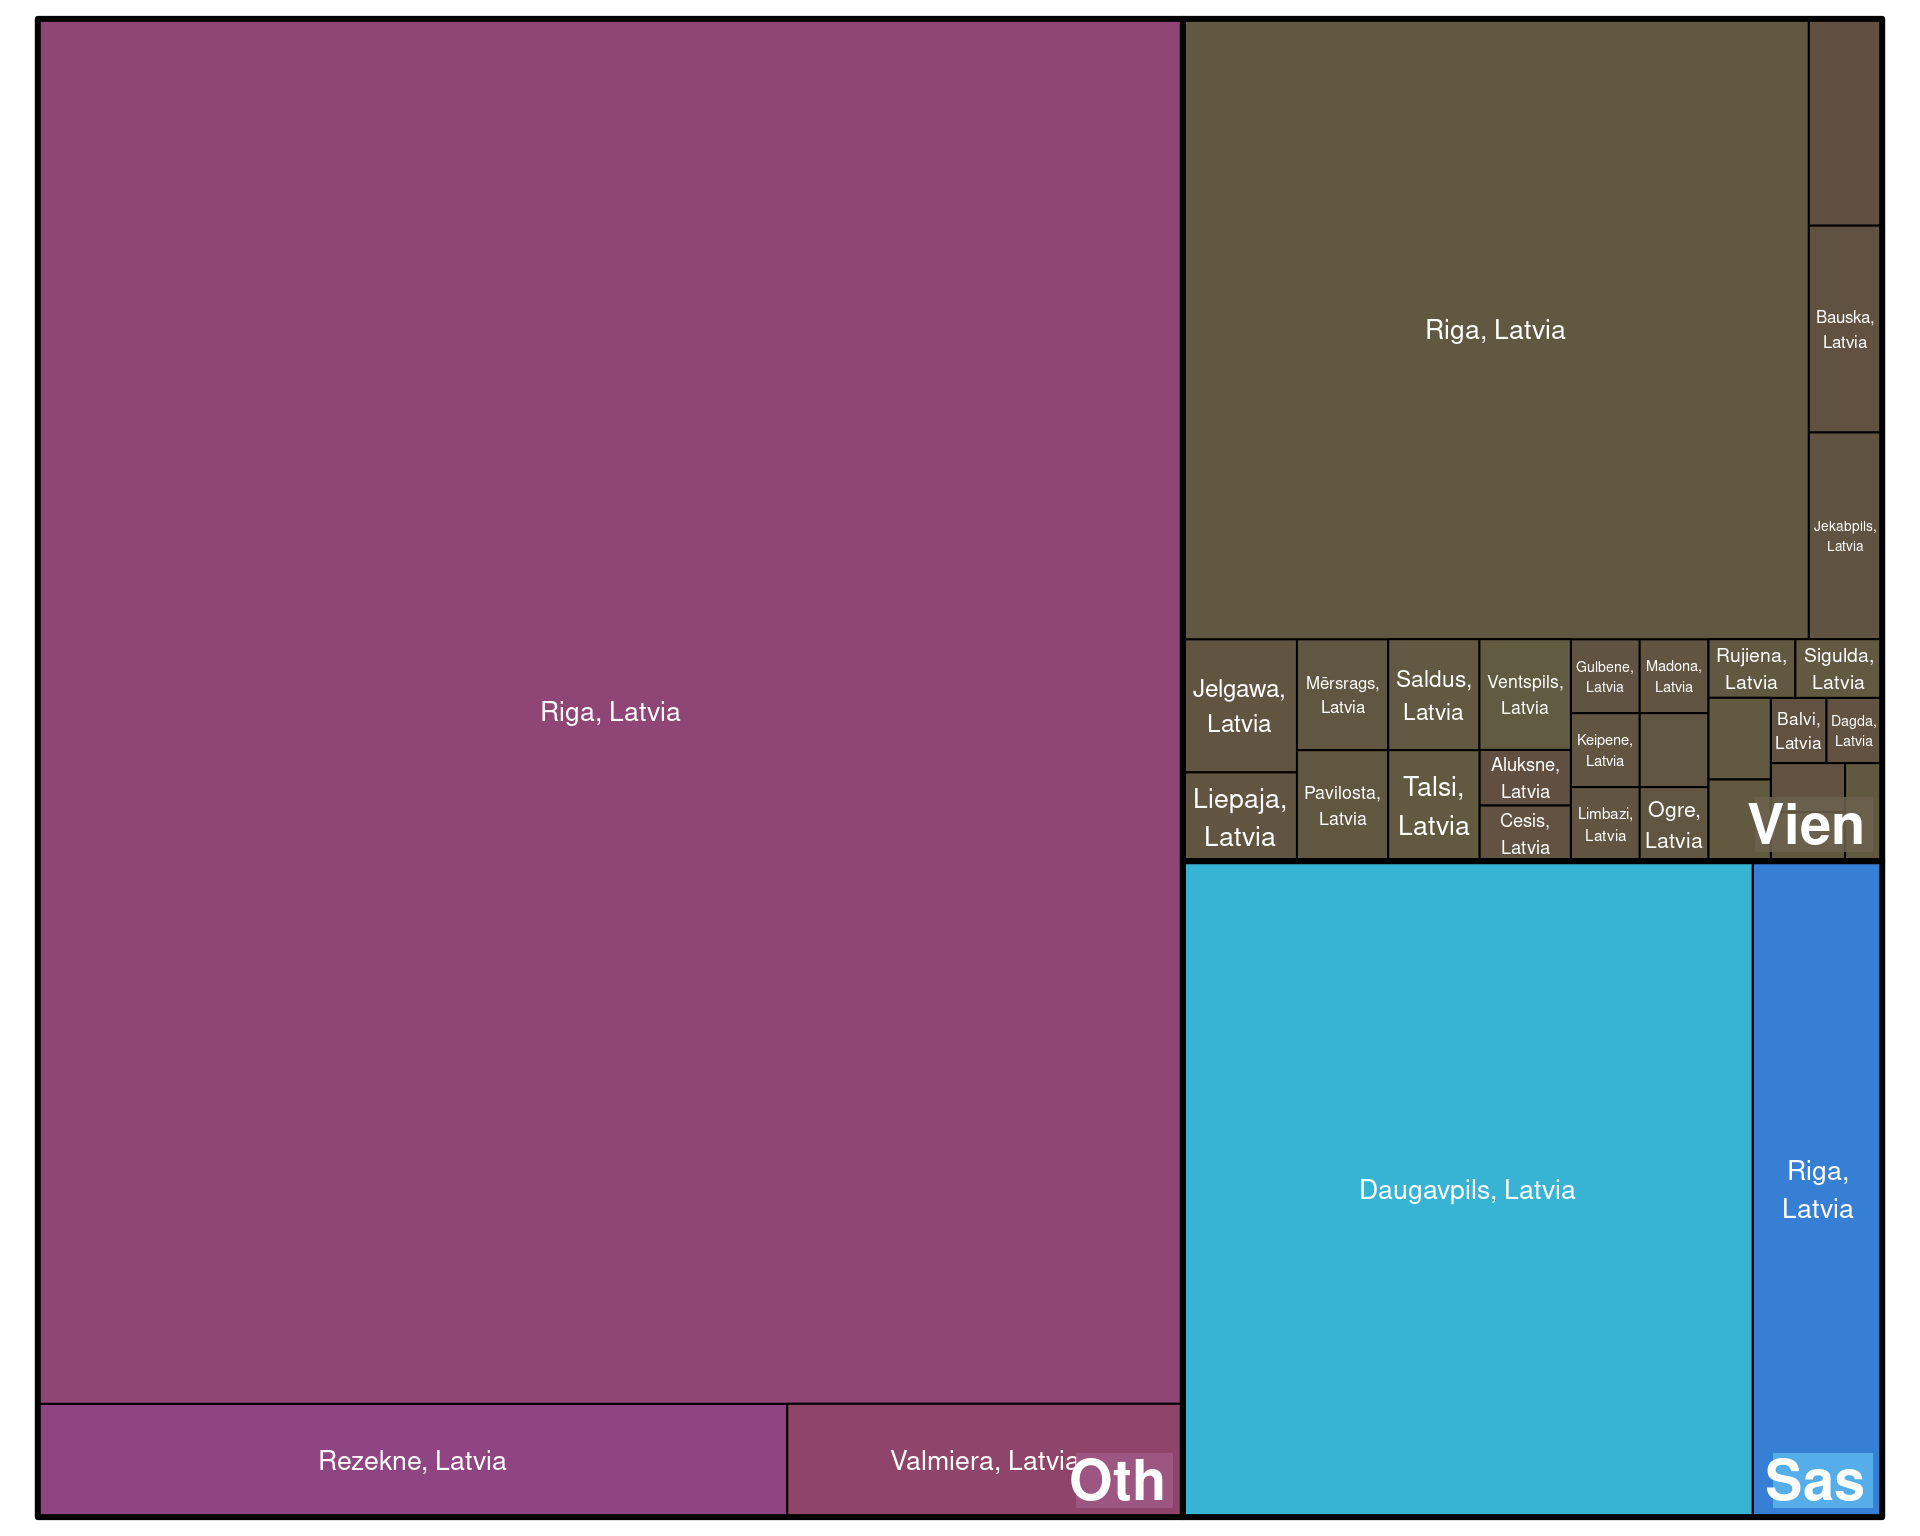 Riga, Latvia
Rezekne, Latvia
Valmiera, Latvia
Oth
Riga, Latvia
Bauska,
Latvia
Jekabpils,
Latvia
Jelgawa,
Latvia
Liepaja,
Latvia
Mērsrags,
Latvia
Pavilosta,
Latvia
Saldus,
Latvia
Talsi,
Latvia
Ventspils,
Latvia
Aluksne,
Latvia
Cesis,
Latvia
Gulbene,
Latvia
Keipene,
Latvia
Limbazi,
Latvia
Madona,
Latvia
Ogre,
Latvia
Rujiena,
Latvia
Sigulda,
Latvia
Balvi,
Latvia
Dagda,
Latvia
Vien
Daugavpils, Latvia
Riga,
Latvia
Sas